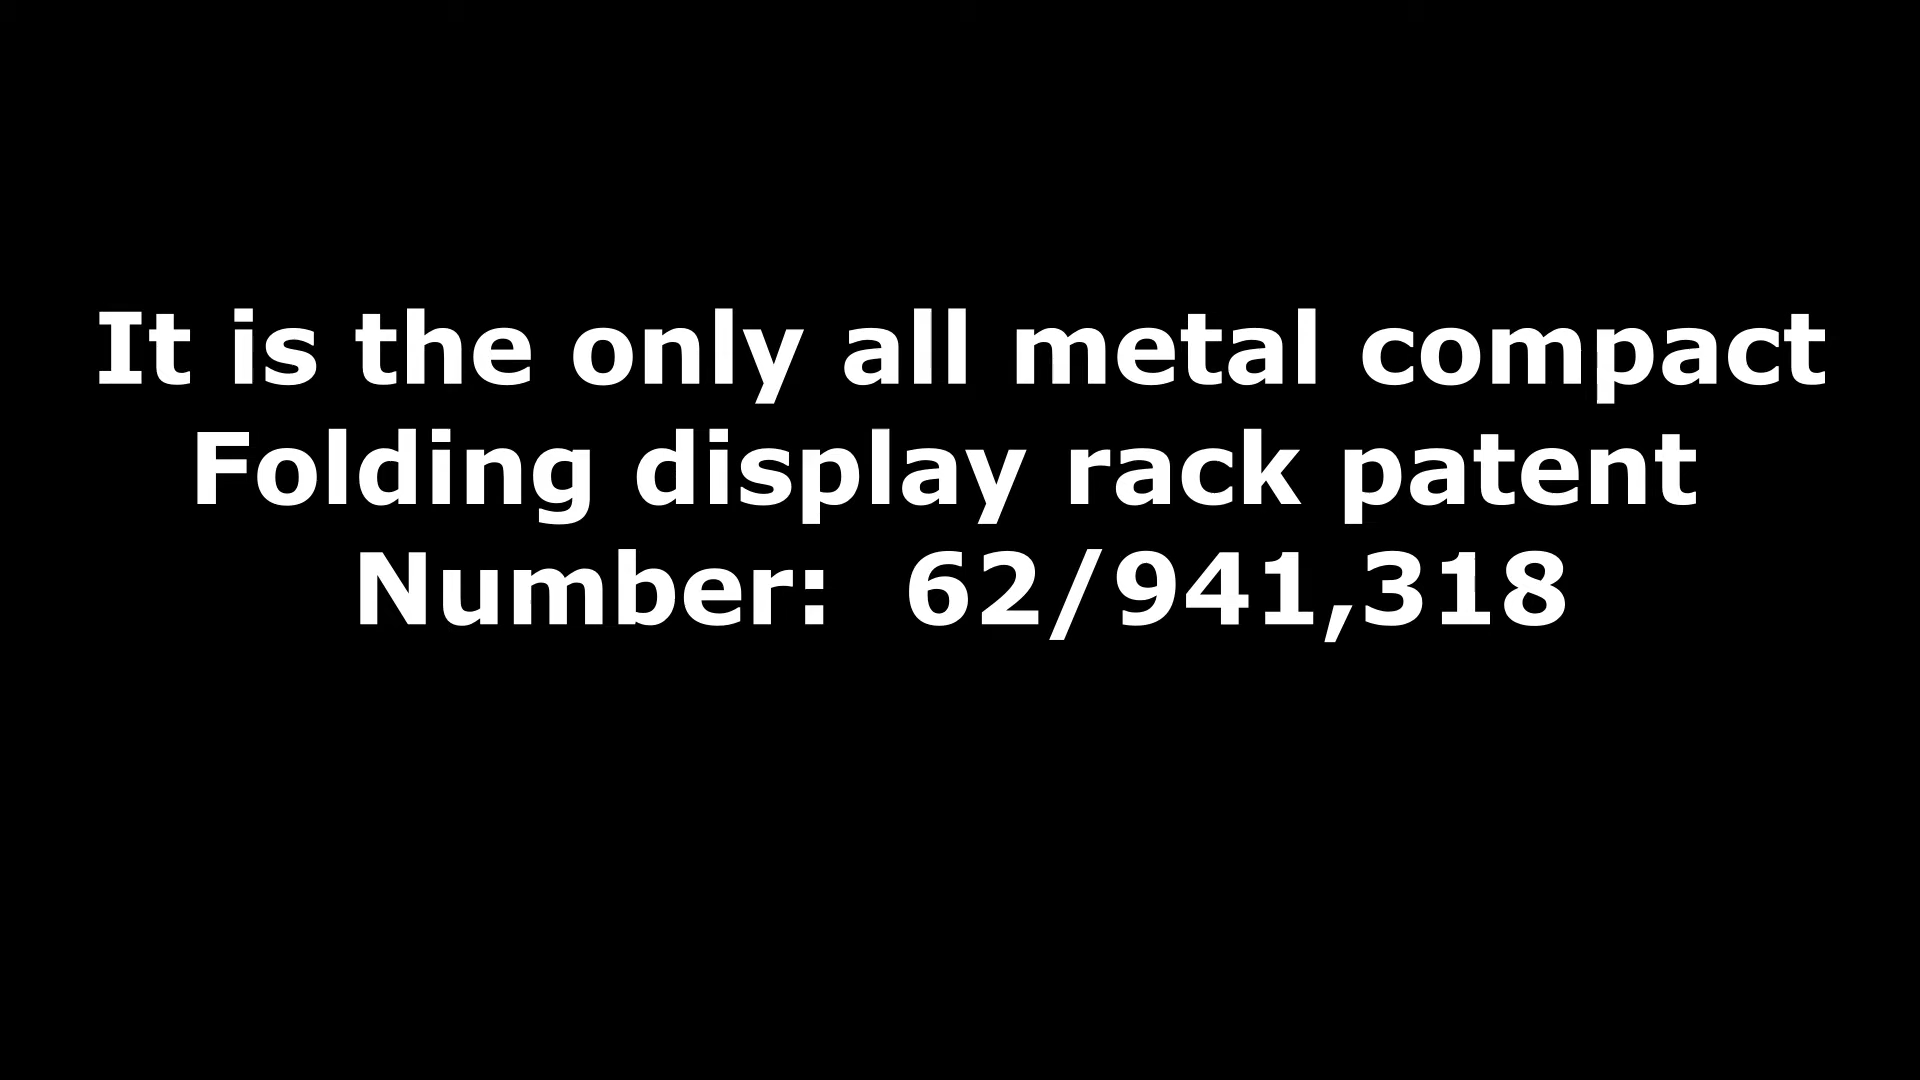 It is the only all metal compact
Folding display rack patent
Number:  62/941,318